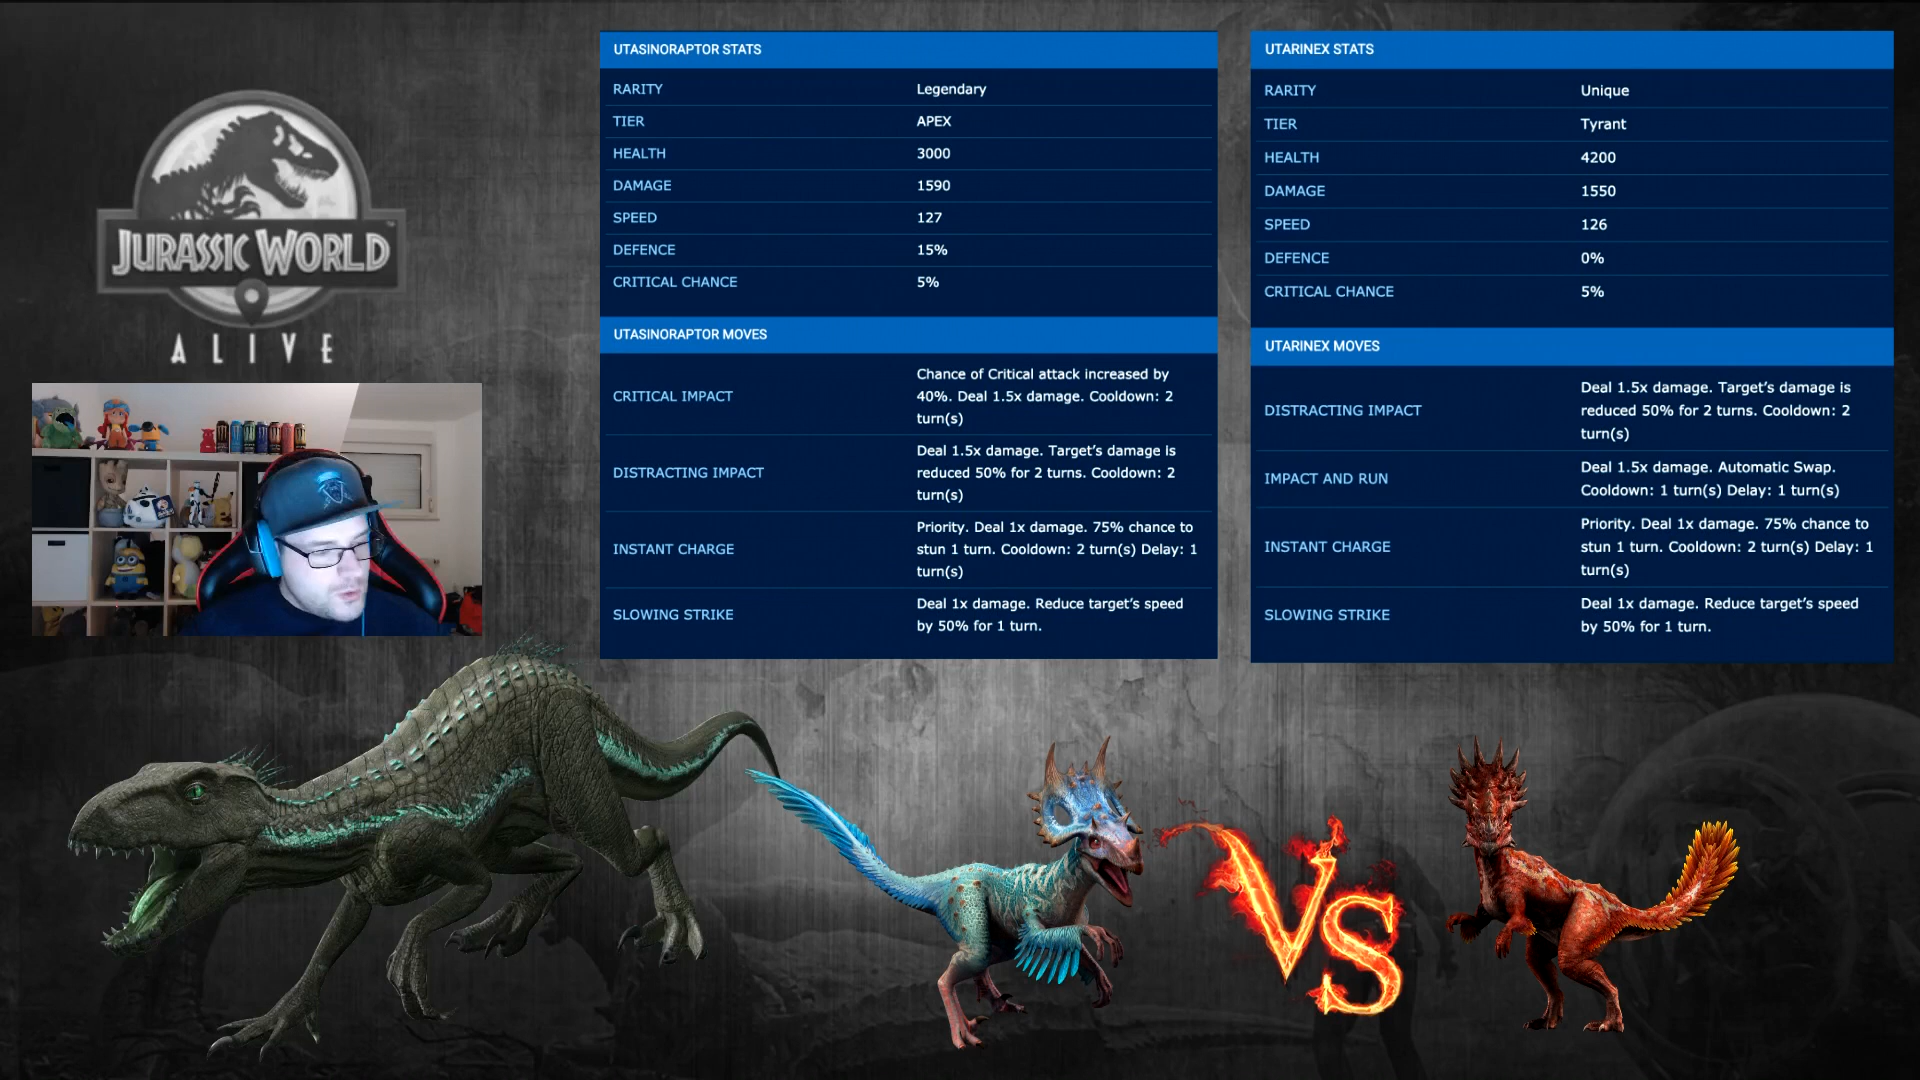 JURASSIC WORLD
™
ALIVE
UTASINORAPTOR STATS
RARITY Legendary
TIER APEX
HEALTH 3000
DAMAGE 1590
SPEED 127
DEFENCE 15%
CRITICAL CHANCE 5%
UTASINORAPTOR MOVES
CRITICAL IMPACT
Chance of Critical attack increased by
40%. Deal 1.5x damage. Cooldown: 2
turn(s)
DISTRACTING IMPACT
Deal 1.5x damage. Target’s damage is
reduced 50% for 2 turns. Cooldown: 2
turn(s)
INSTANT CHARGE
Priority. Deal 1x damage. 75% chance to
stun 1 turn. Cooldown: 2 turn(s) Delay: 1
turn(s)
SLOWING STRIKE
Deal 1x damage. Reduce target’s speed
by 50% for 1 turn.
UTARINEX STATS
RARITY Unique
TIER Tyrant
HEALTH 4200
DAMAGE 1550
SPEED 126
DEFENCE 0%
CRITICAL CHANCE 5%
UTARINEX MOVES
DISTRACTING IMPACT
Deal 1.5x damage. Target’s damage is
reduced 50% for 2 turns. Cooldown: 2
turn(s)
IMPACT AND RUN
Deal 1.5x damage. Automatic Swap.
Cooldown: 1 turn(s) Delay: 1 turn(s)
INSTANT CHARGE
Priority. Deal 1x damage. 75% chance to
stun 1 turn. Cooldown: 2 turn(s) Delay: 1
turn(s)
SLOWING STRIKE
Deal 1x damage. Reduce target’s speed
by 50% for 1 turn.
VS